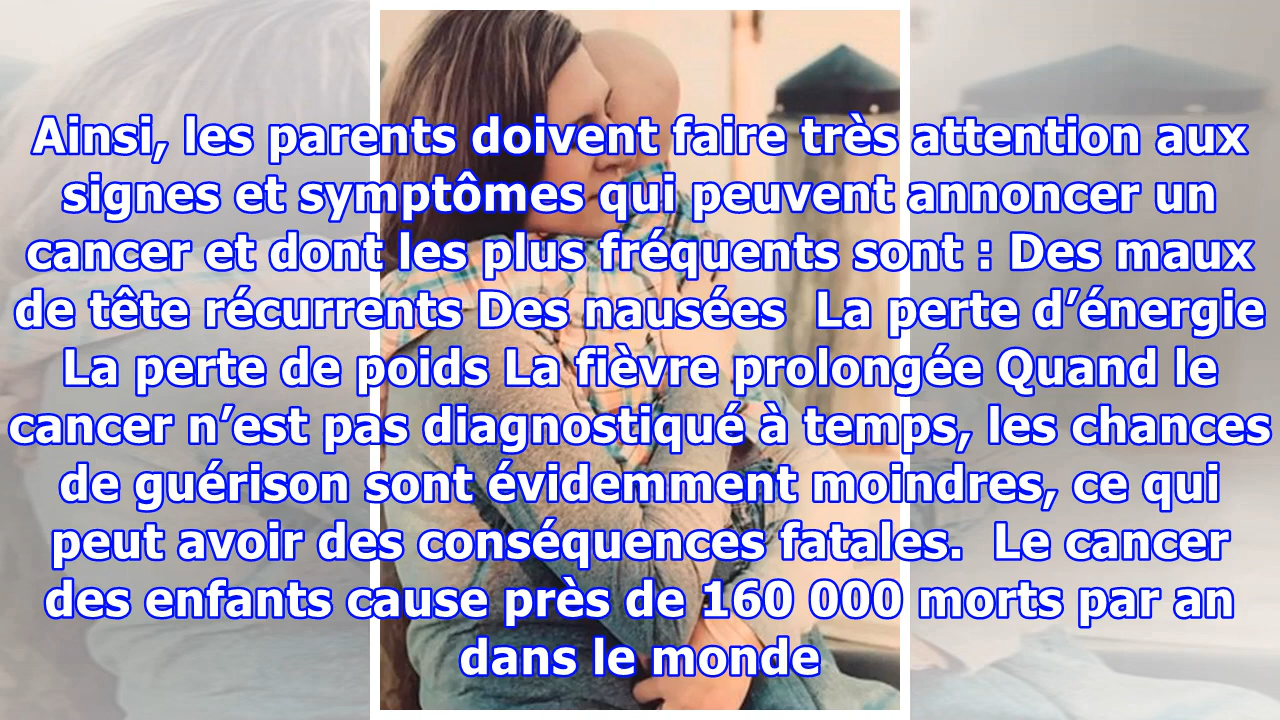 Ainsi, les parents doivent faire très attention aux
signes et symptômes qui peuvent annoncer un
cancer et dont les plus fréquents sont : Des maux
de tête récurrents Des nausées  La perte d’énergie
La perte de poids La fièvre prolongée Quand le
cancer n’est pas diagnostiqué à temps, les chances
de guérison sont évidemment moindres, ce qui
peut avoir des conséquences fatales.  Le cancer
des enfants cause près de 160 000 morts par an
dans le monde